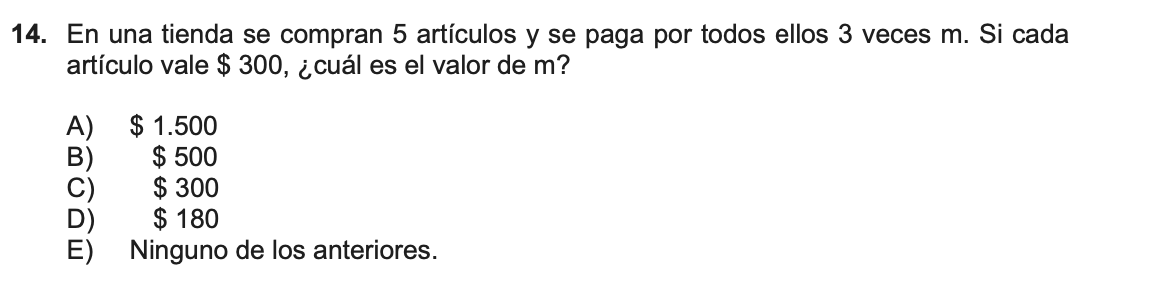 14. En una tienda se compran 5 artículos y se paga por todos ellos 3 veces m. Si cada
artículo vale $ 300, ¿cuál es el valor de m?
A) $ 1.500
B) $ 500
C) $ 300
D) $ 180
E) Ninguno de los anteriores.